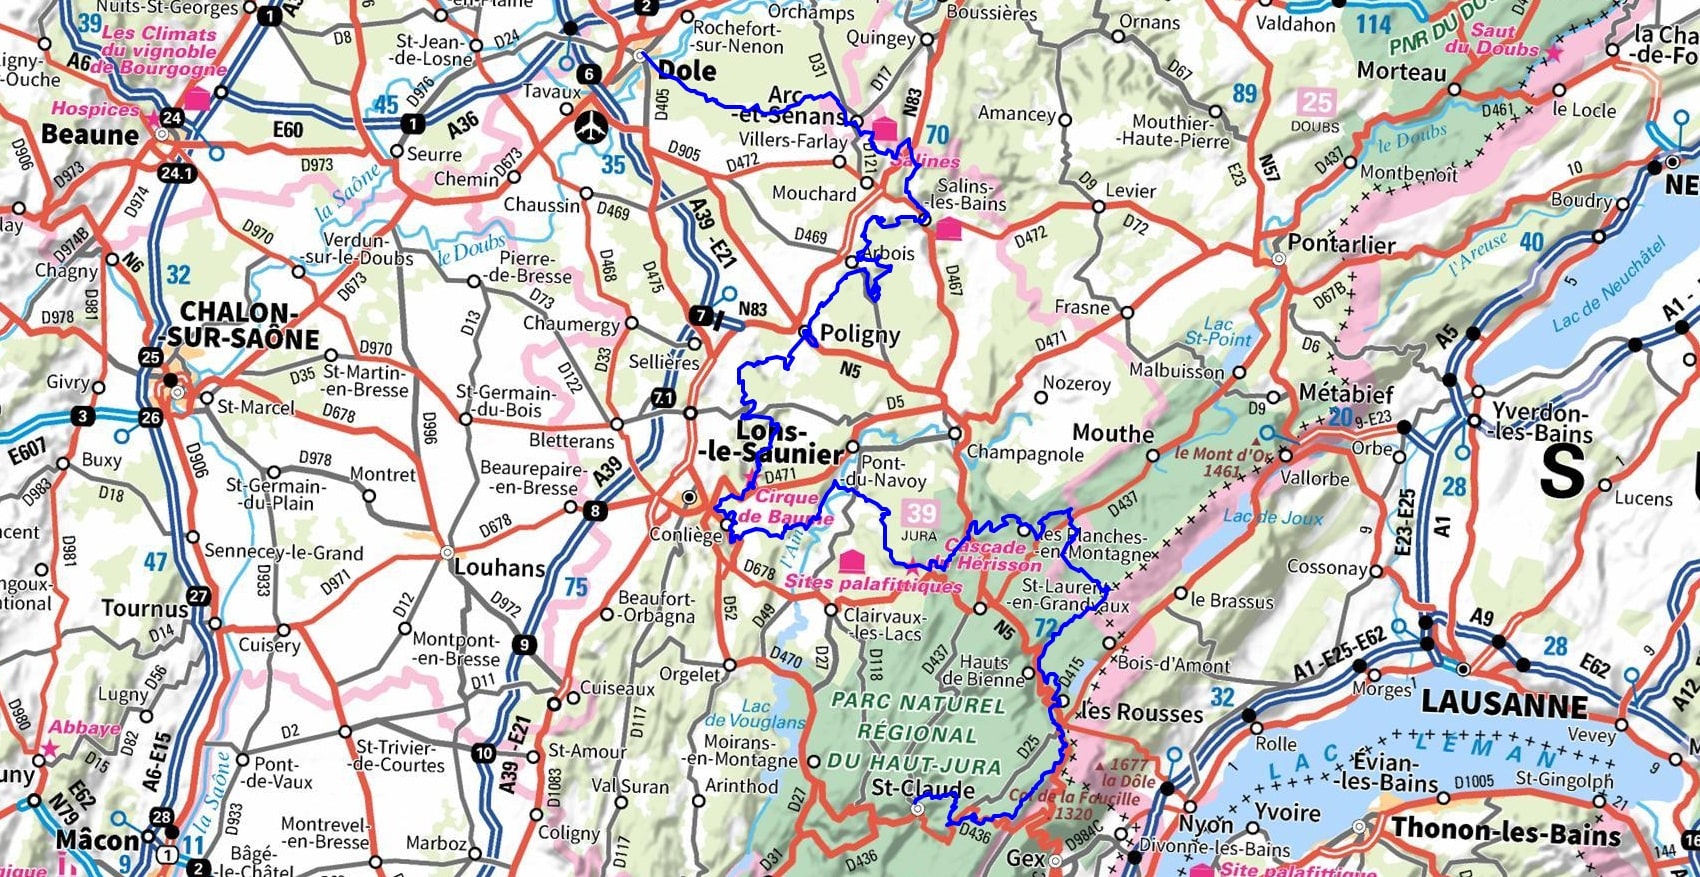 Nuits-St-Georges
en-Plaine
2
Rochefort-
-sur-Nenon
Orchamps
Boussières
Ornans
Valdahon
114
PNR DU DOU
Saut
du Doubs
la Cha
-de-Fo
39
Les Climats
du vignoble
de Bourgogne
1
D8
St-Jean-
-de-Losne
D24
D31
Quingey
D17
D67
Morteau
igny-
-Ouche
A6
D976
6
Dole
N83
le Locle
Hospices
24
45
Tavaux
D405
Arc-
-et-Senans
Amancey
89
25
DOUBS
D461
Beaune
E60
1
A36
Villers-Farlay
70
Mouthier-
-Haute-Pierre
le Doubs
D906
D973
24.1
D973
Seurre
D673
35
D905
D472
D121
Salines
E23
N57
D437
Montbenoît
10
D974
la Saône
Chemin
Mouchard
Salins-
-les-Bains
D9
Levier
NE
Chaussin
D469
A39 -E21
D72
Boudry
D974B
D970
D469
D472
Pontarlier
l'Areuse
40
Chagny
N6
32
Verdun-
-sur-le-Doubs
le Doubs
Pierre-
-de-Bresse
D468
D475
Arbois
D467
5
Lac de Neuchâtel
D981
D673
D73
D67B
A1 -
D978
CHALON-
-SUR-SAÔNE
D13
Chaumergy
7
N83
Poligny
Frasne
Lac
St-Point
A5
25
D970
Sellières
D471
D6
Givry
D35
St-Martin-
-en-Bresse
D33
N5
Malbuisson
3
26
St-Marcel
D678
St-Germain-
-du-Bois
D722
7.1
D5
Nozeroy
Métabief
20
D9
9-E23
Yverdon-
-les-Bains
E607
D996
Bletterans
Lons-
-le-Saunier
Champagnole
Mouthe
le Mont d'Or
1461
Orbe
S
Buxy
D906
D978
Montret
Beaurepaire-
-en-Bresse
A39
D471
Pont-
-du-Navoy
Vallorbe
1
D983
D18
St-Germain-
-du-Plain
Cirque
de Baume
D437
28
Lucens
D678
8
39
JURA
Lac de Joux
9
E23-E25
A1
Conliège
l'Ain
Cascade
du Hérisson
les Planches-
-en-Montagne
D981
47
Sennecey-le-Grand
D933
D971
Louhans
75
D678
Sites palafittiques
Cossonay
Tournus
27
D12
D972
Beaufort-
-Orbagna
D52
D49
Clairvaux-
-les-Lacs
St-Laurent-
-en-Grandvaux
72
le Brassus
A9
D14
Cuisery
Montpont-
-en-Bresse
9
N5
28
E62
9
D11
Orgelet
D470
D27
D118
D437
Hauts
de Bienne
D415
Bois-d'Amont
A1-E25-E62
Lugny
D56
Cuiseaux
Morges
1
A12
D980
Abbaye
D82
D2
D117
Lac
de Vouglans
PARC NATUREL
RÉGIONAL
DU HAUT-JURA
les Rousses
32
LAUSANNE
uny
D15
A6-E15
Pont-
-de-Vaux
St-Trivier-
-de-Courtes
10
A39 -E21
St-Amour
Moirans-
-en-Montagne
D25
Rolle
LAC LÉMAN
Vevey
E62
N79
la Saône
D1083
Val Suran
Arinthod
St-Claude
1677
la Dôle
Évian-
-les-Bains
D1005
St-Gingolph
9
28
D933
Montrevel-
-en-Bresse
Coligny
D27
Col de la Faucille
1320
1
Yvoire
21
Mâcon
1
11
Marboz
D436
D984C
Nyon
Thonon-les-Bains
9
2
Bâgé-
-le-Châtel
D117
D31
D436
Gex
Divonne-les-Bains
144
Site palafittique